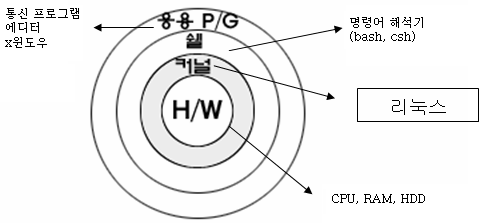 통신 프로그램
에디터
x윈도우
응용 P/G
명령어 해석기
(bash, csh)
쉘
커널
리눅스
H/W
CPU, RAM, HDD